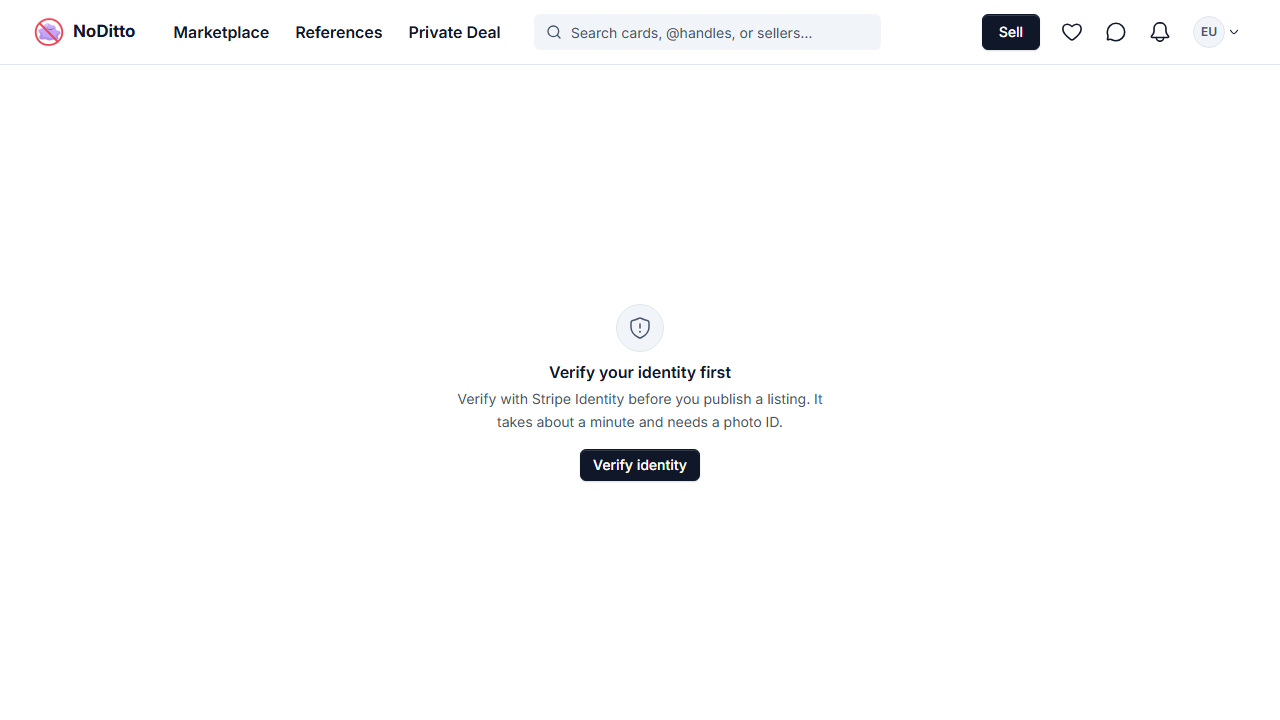 NoDitto
Marketplace
References
Private Deal
Search cards, @handles, or sellers...
Sell
EU
Verify your identity first
Verify with Stripe Identity before you publish a listing. It
takes about a minute and needs a photo ID.
Verify identity